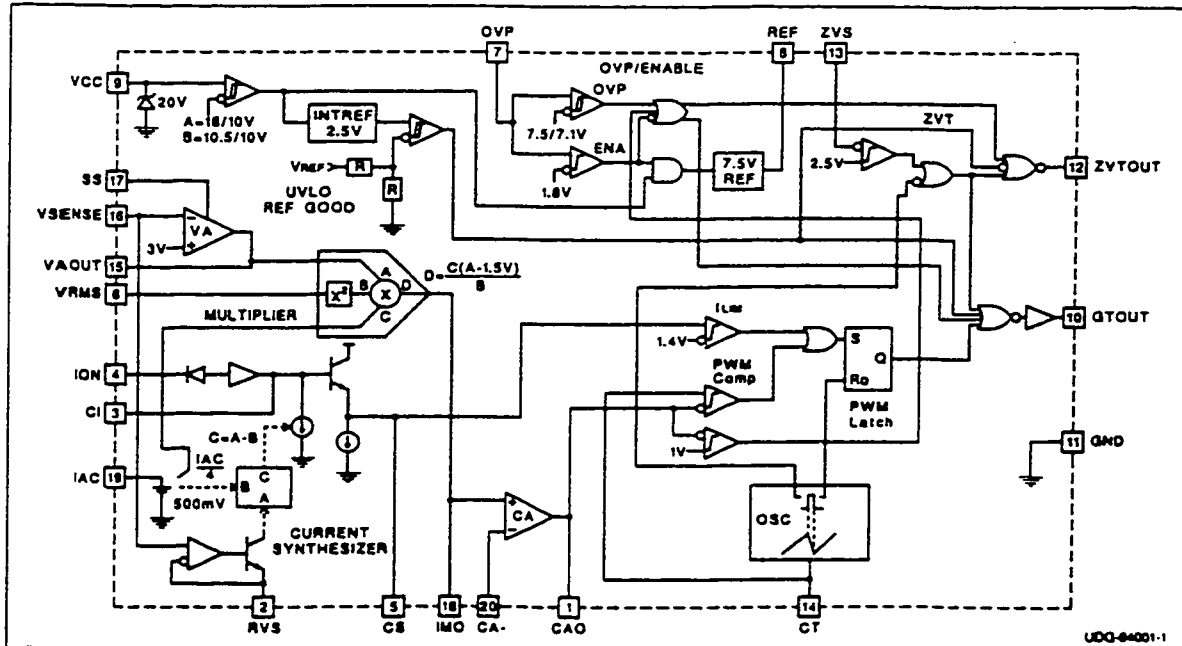 OVP
7
REF
8
ZVS
13
VCC
9
20V
A=16/10V
B=10.5/10V
INTREF
2.5V
OVP/ENABLE
OVP
7.5/7.1V
ENA
1.8V
7.5V
REF
ZVT
2.5V
12
ZVTOUT
VREF
R
R
UVLO
REF GOOD
SS
17
VSENSE
16
VA
3V
VAOUT
15
VRMS
6
X²
MULTIPLIER
A
B
X
D
C
D=C(A-1.5V)
B
ILIM
1.4V
S
Q
RD
PWM
Comp
PWM
Latch
1V
10
GTOUT
ION
4
CI
3
C=A-B
IAC
19
IAC
4
500mV
B
C
A
CURRENT
SYNTHESIZER
CA
OSC
11
GND
2
RVS
5
CS
18
IMO
20
CA-
1
CAO
14
CT
UDG-94001-1